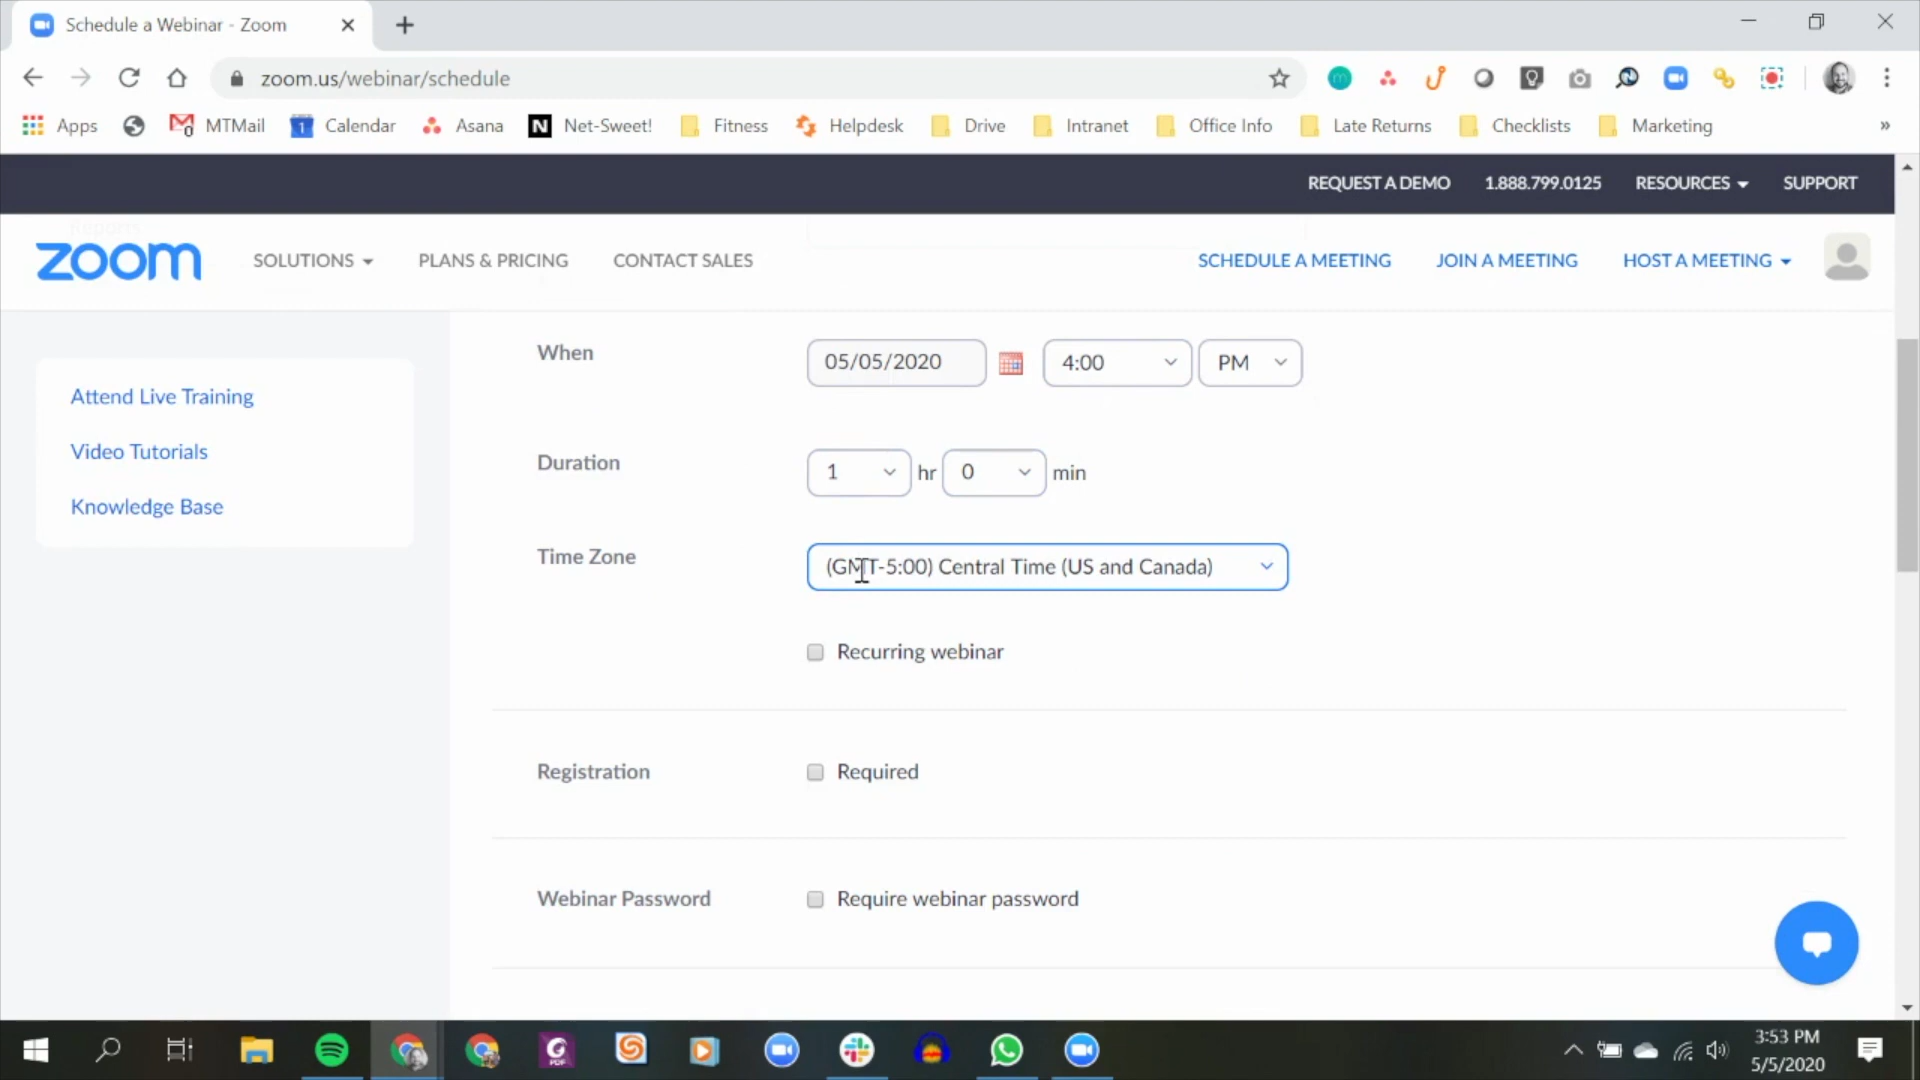 Schedule a Webinar - Zoom
zoom.us/webinar/schedule
Apps MTMail 1 Calendar Asana N Net-Sweet! Fitness Helpdesk Drive Intranet Office Info Late Returns Checklists Marketing »
REQUEST A DEMO 1.888.799.0125 RESOURCES SUPPORT
Reports
zoom SOLUTIONS PLANS & PRICING CONTACT SALES SCHEDULE A MEETING JOIN A MEETING HOST A MEETING
Attend Live Training
Video Tutorials
Knowledge Base
When 05/05/2020 4:00 PM
Duration 1 hr 0 min
Time Zone (GMT-5:00) Central Time (US and Canada)
Recurring webinar
Registration Required
Webinar Password Require webinar password
3:53 PM
5/5/2020